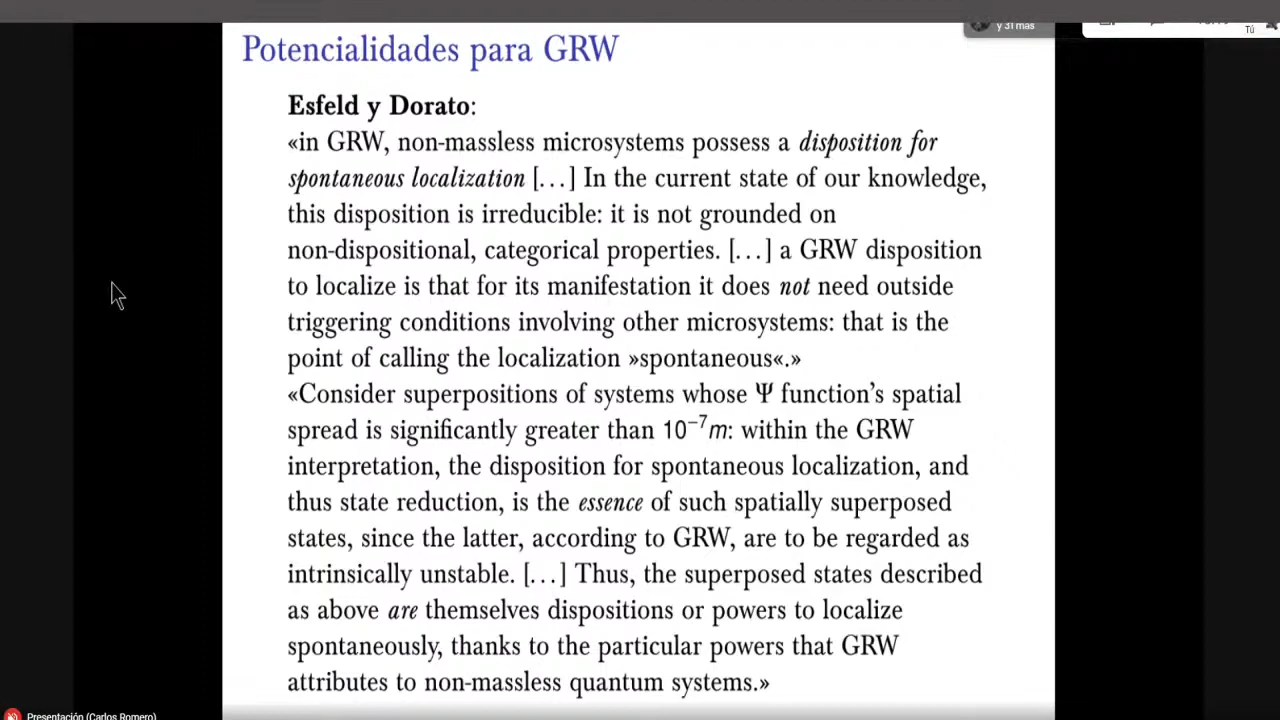 y 31 más
Tú
Potencialidades para GRW
Esfeld y Dorato:
«in GRW, non-massless microsystems possess a disposition for
spontaneous localization [...] In the current state of our knowledge,
this disposition is irreducible: it is not grounded on
non-dispositional, categorical properties. [...] a GRW disposition
to localize is that for its manifestation it does not need outside
triggering conditions involving other microsystems: that is the
point of calling the localization »spontaneous«.»
«Consider superpositions of systems whose Ψ function's spatial
spread is significantly greater than 10⁻⁷m: within the GRW
interpretation, the disposition for spontaneous localization, and
thus state reduction, is the essence of such spatially superposed
states, since the latter, according to GRW, are to be regarded as
intrinsically unstable. [...] Thus, the superposed states described
as above are themselves dispositions or powers to localize
spontaneously, thanks to the particular powers that GRW
attributes to non-massless quantum systems.»
Presentación (Carlos Romero)